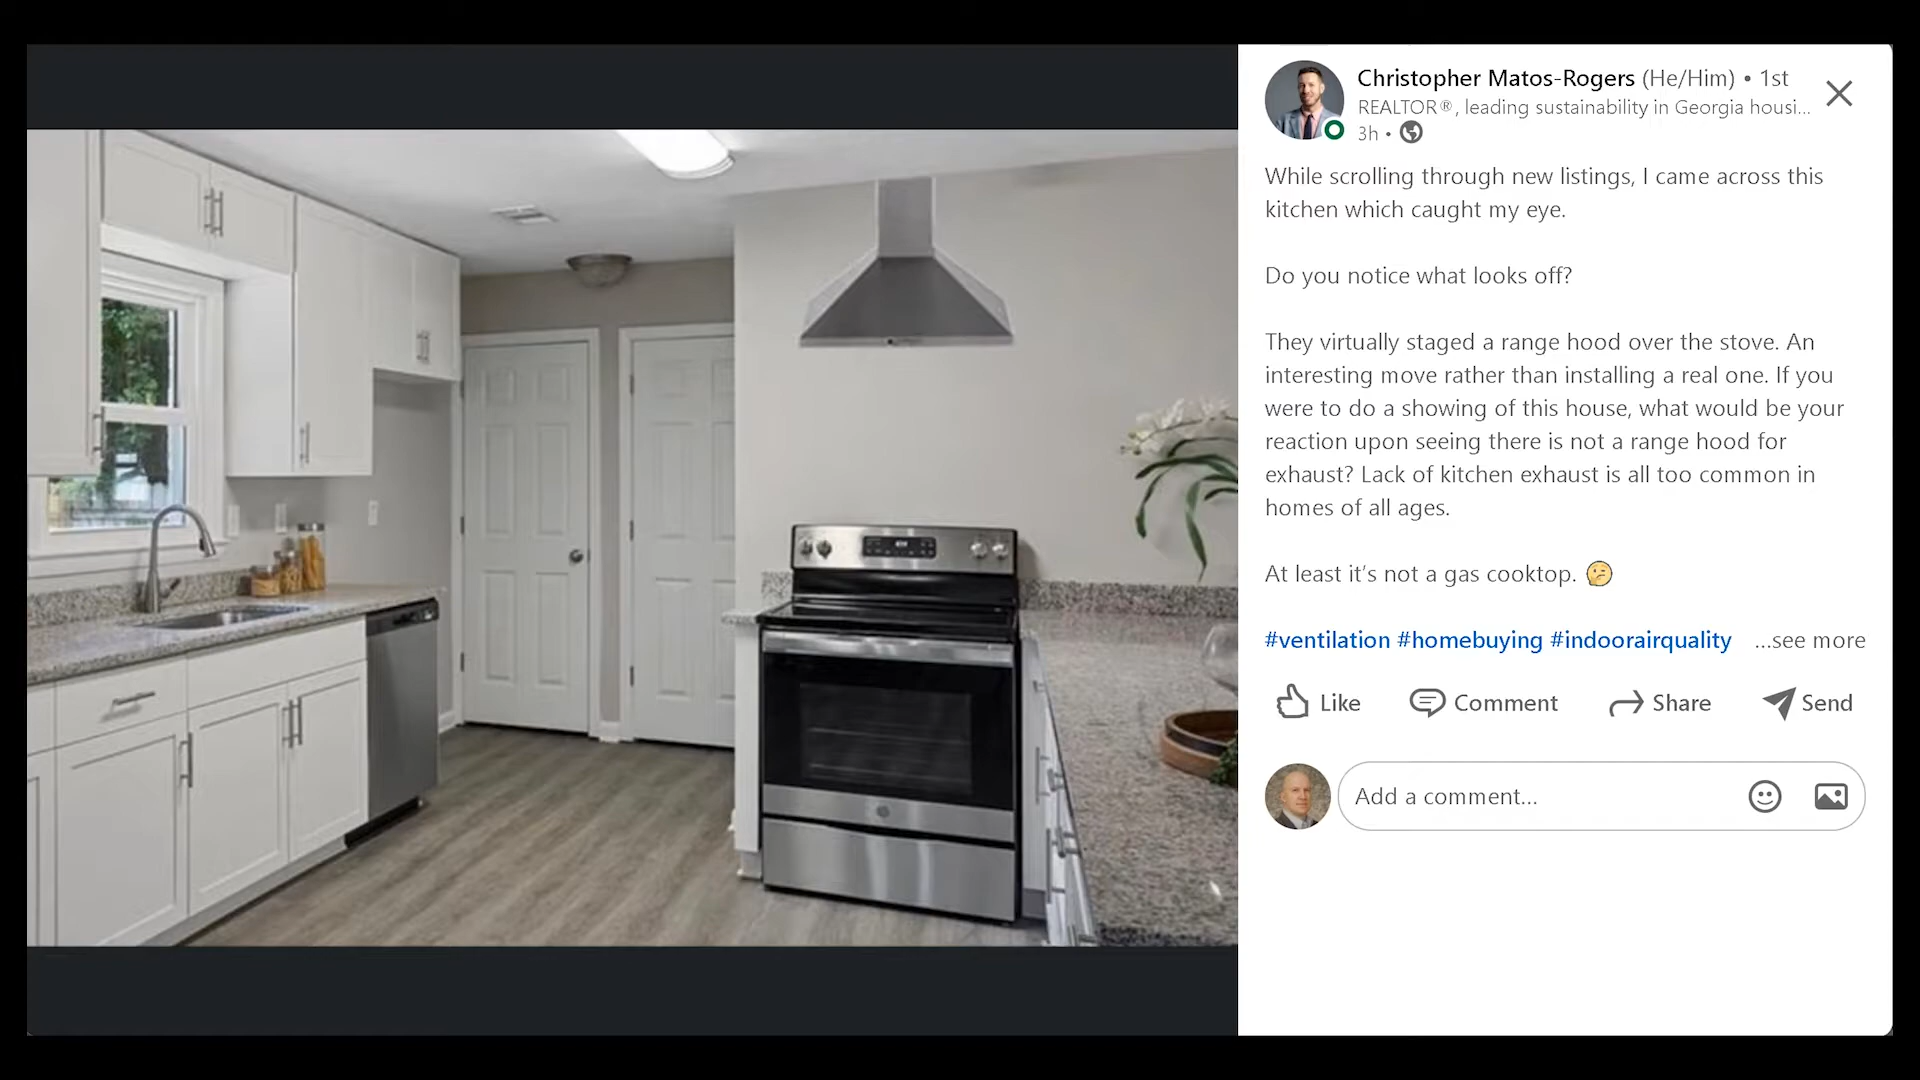 Christopher Matos-Rogers (He/Him) • 1st
REALTOR®, leading sustainability in Georgia housi...
3h •
While scrolling through new listings, I came across this
kitchen which caught my eye.
Do you notice what looks off?
They virtually staged a range hood over the stove. An
interesting move rather than installing a real one. If you
were to do a showing of this house, what would be your
reaction upon seeing there is not a range hood for
exhaust? Lack of kitchen exhaust is all too common in
homes of all ages.
At least it’s not a gas cooktop. 🤔
#ventilation #homebuying #indoorairquality ...see more
Like Comment Share Send
Add a comment...